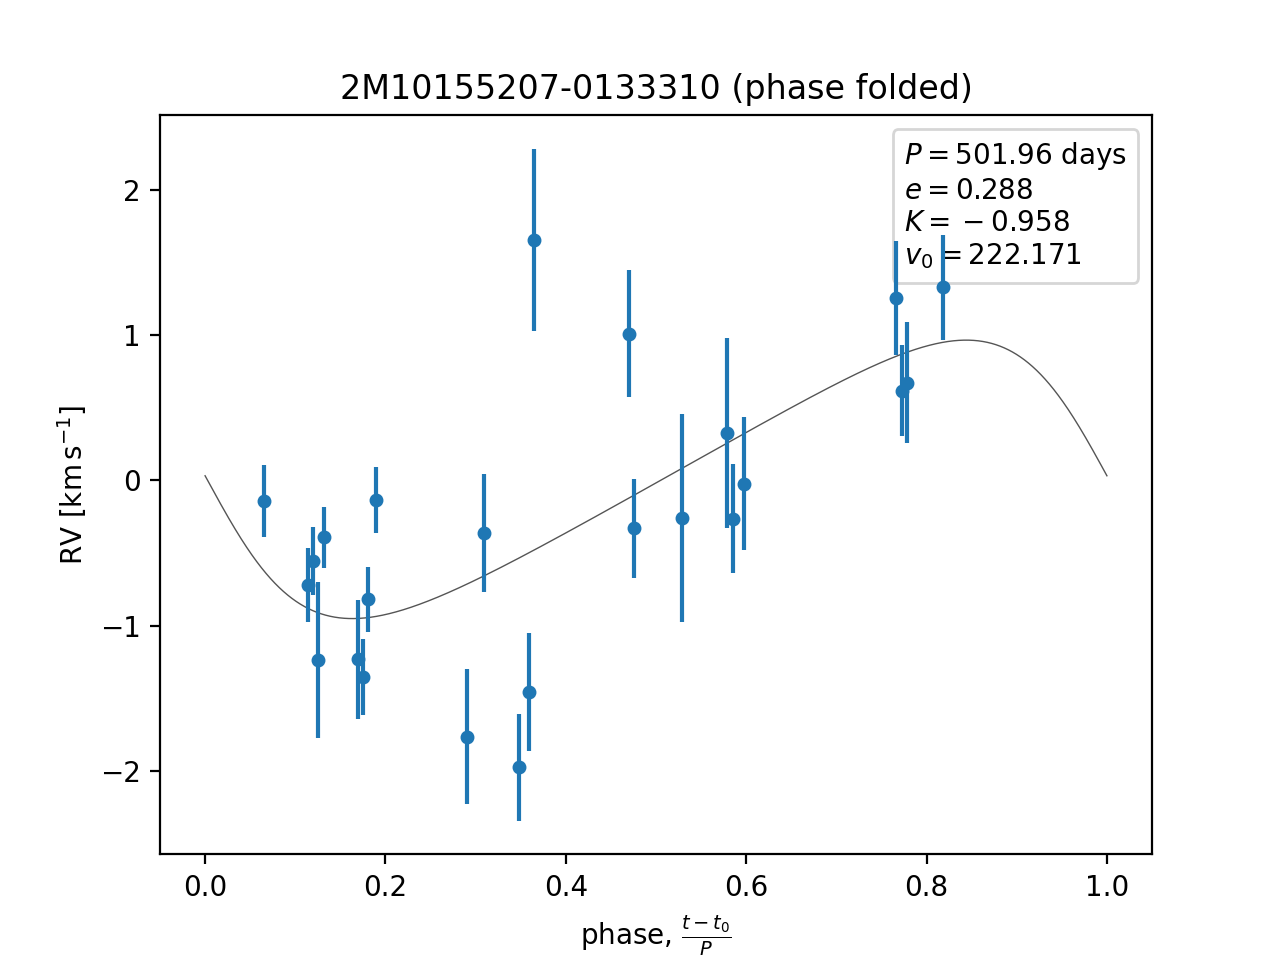 2M10155207-0133310 (phase folded)
P = 501.96 days
e = 0.288
K = −0.958
v₀ = 222.171
RV [km s⁻¹]
2
1
0
−1
−2
0.0 0.2 0.4 0.6 0.8 1.0
phase, (t − t₀)/P